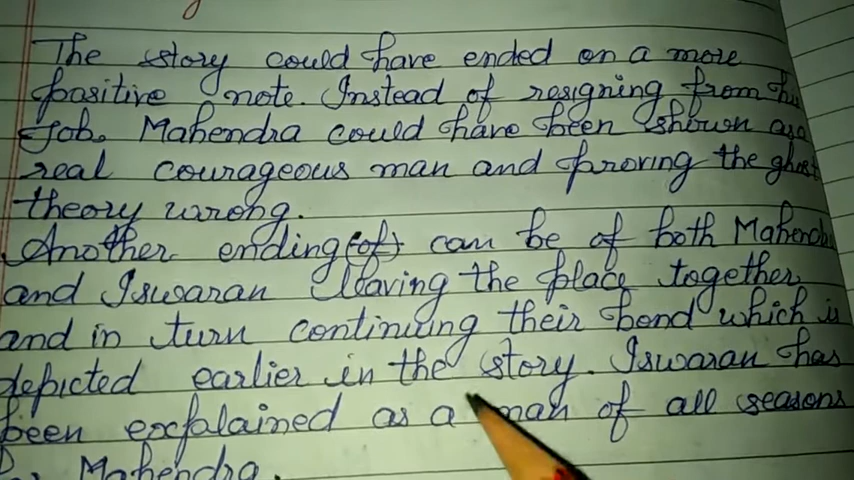 The story could have ended on a more
positive note. Instead of resigning from his
Job. Mahendra could have been shown as a
real courageous man and proving the ghost
theory wrong.
Another ending (of) can be of both Mahendra
and Iswaran leaving the place together
and in turn continuing their bond which is
depicted earlier in the story. Iswaran has
been exfalained as a man of all seasons
Mahendra.